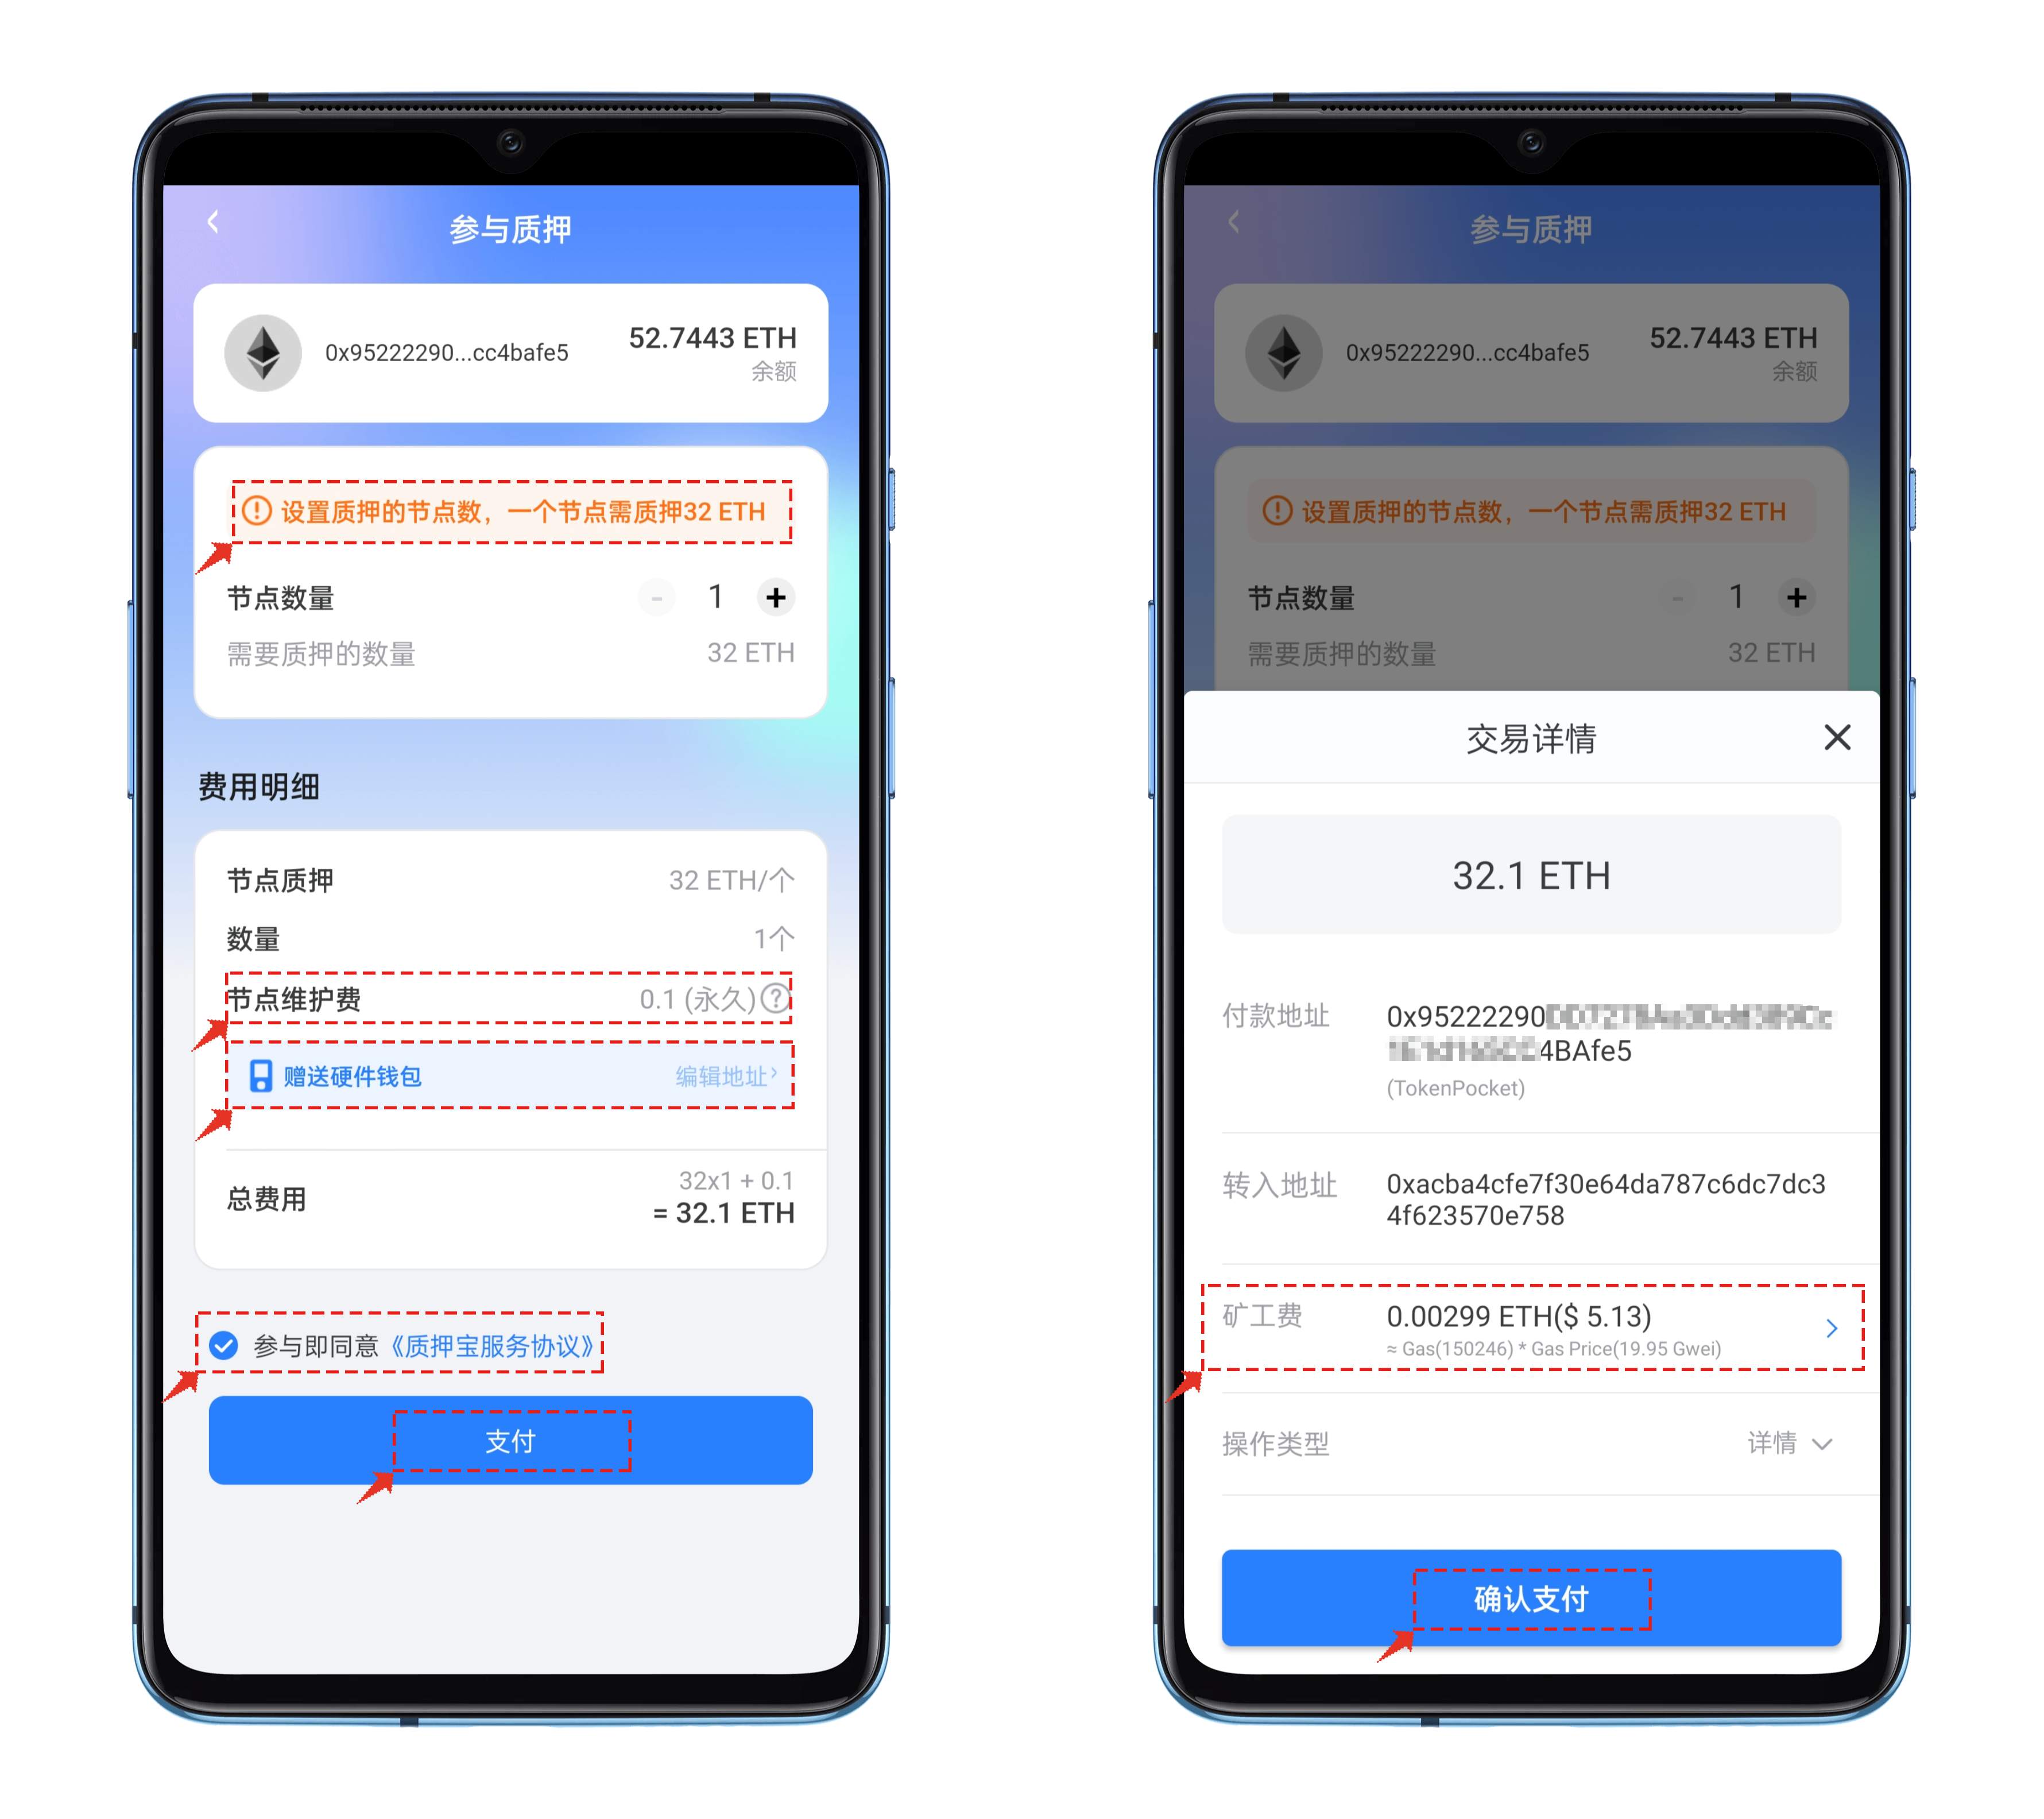 参与质押
0x95222290...cc4bafe5
52.7443 ETH
余额
设置质押的节点数，一个节点需质押32 ETH
节点数量
- 1 +
需要质押的数量
32 ETH
费用明细
节点质押
32 ETH/个
数量
1个
节点维护费
0.1 (永久)
?
赠送硬件钱包
编辑地址
总费用
32x1 + 0.1
= 32.1 ETH
参与即同意《质押宝服务协议》
支付
参与质押
0x95222290...cc4bafe5
52.7443 ETH
余额
设置质押的节点数，一个节点需质押32 ETH
节点数量
- 1 +
需要质押的数量
32 ETH
交易详情
32.1 ETH
付款地址
0x95222290
4BAfe5
(TokenPocket)
转入地址
0xacba4cfe7f30e64da787c6dc7dc3
4f623570e758
矿工费
0.00299 ETH($ 5.13)
≈ Gas(150246) * Gas Price(19.95 Gwei)
操作类型
详情
确认支付